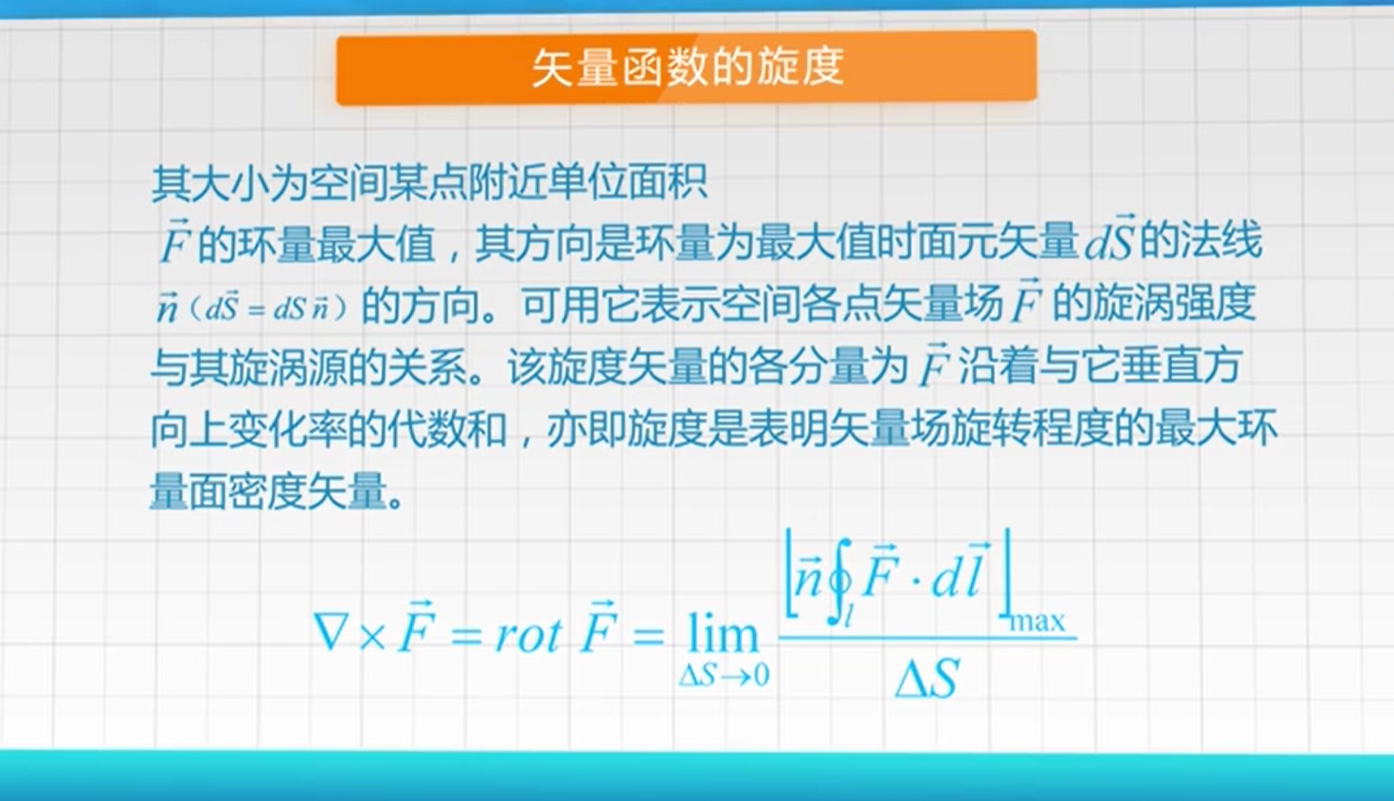 矢量函数的旋度
其大小为空间某点附近单位面积
$\vec{F}$ 的环量最大值，其方向是环量为最大值时面元矢量 $d\vec{S}$ 的法线
$\vec{n}$（$d\vec{S} = dS\,\vec{n}$）的方向。可用它表示空间各点矢量场 $\vec{F}$ 的旋涡强度
与其旋涡源的关系。该旋度矢量的各分量为 $\vec{F}$ 沿着与它垂直方
向上变化率的代数和，亦即旋度是表明矢量场旋转程度的最大环
量面密度矢量。
$\nabla \times \vec{F} = rot\ \vec{F} = \lim_{\Delta S \to 0} \frac{\left\lfloor \vec{n} \oint_l \vec{F} \cdot d\vec{l} \right\rfloor_{\max}}{\Delta S}$